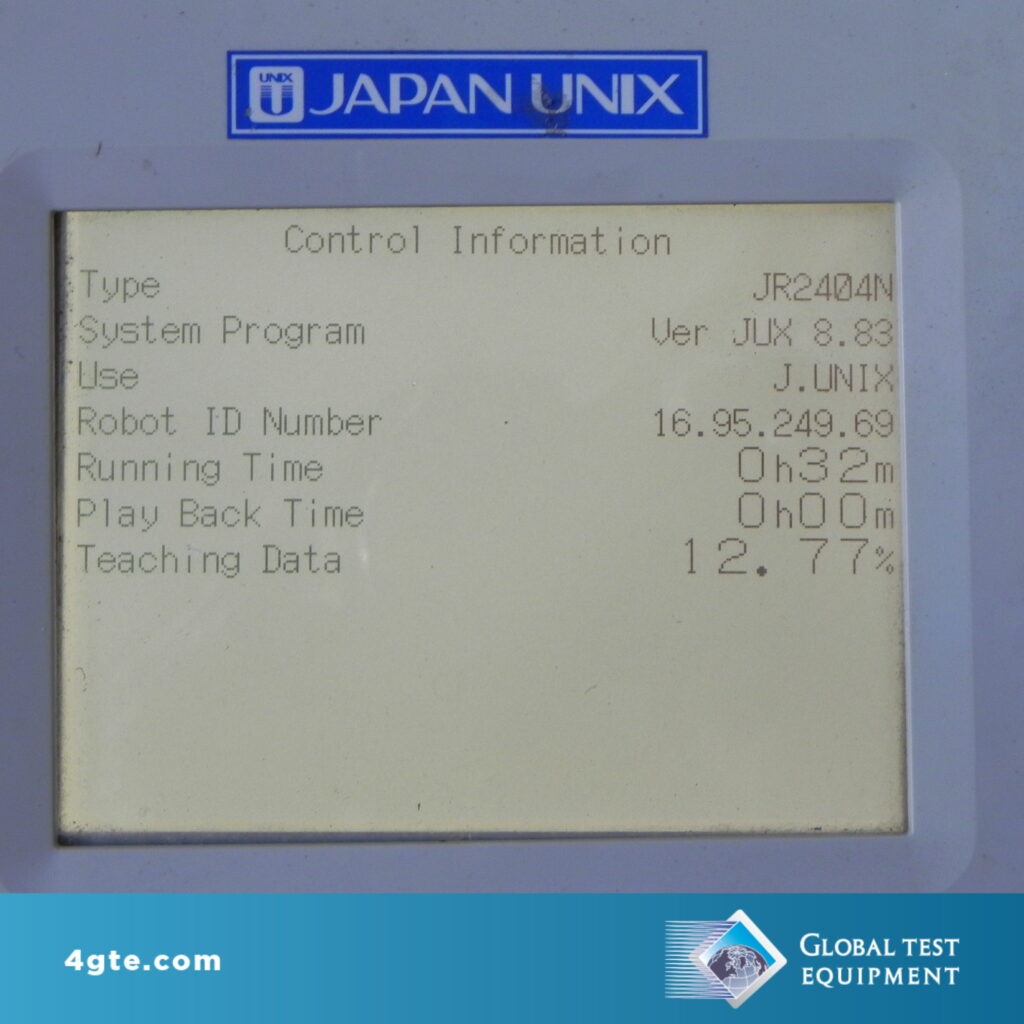 UNIX
JAPAN UNIX
Control Information
Type JR2404N
System Program Ver JUX 8.83
Use J.UNIX
Robot ID Number 16.95.249.69
Running Time 0h32m
Play Back Time 0h00m
Teaching Data 12.77%
4gte.com
GLOBAL TEST
EQUIPMENT